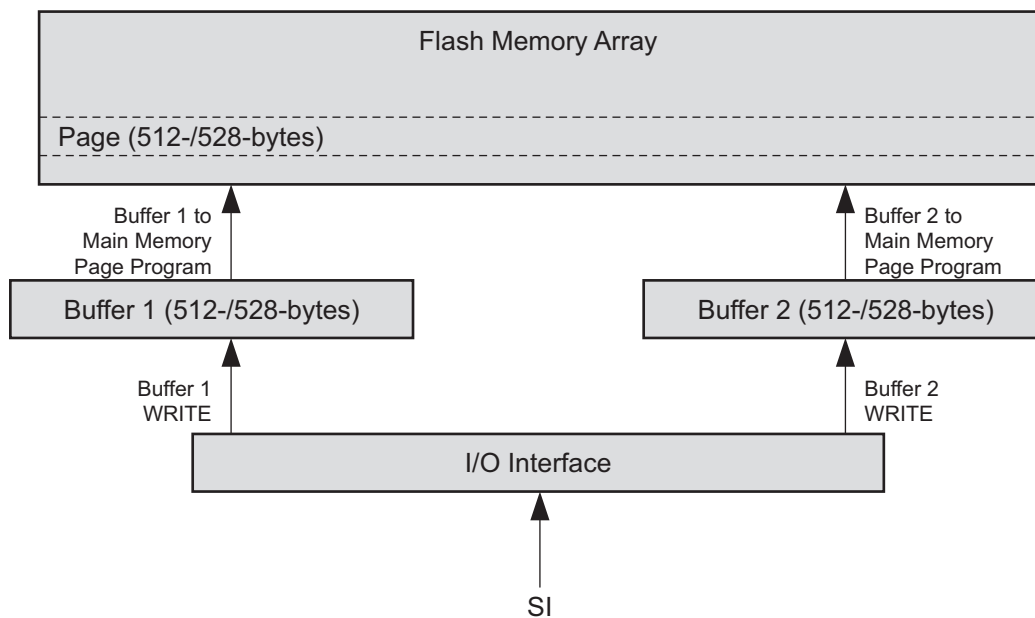 Flash Memory Array
Page (512-/528-bytes)
Buffer 1 to
Main Memory
Page Program
Buffer 2 to
Main Memory
Page Program
Buffer 1 (512-/528-bytes)
Buffer 2 (512-/528-bytes)
Buffer 1
WRITE
Buffer 2
WRITE
I/O Interface
SI